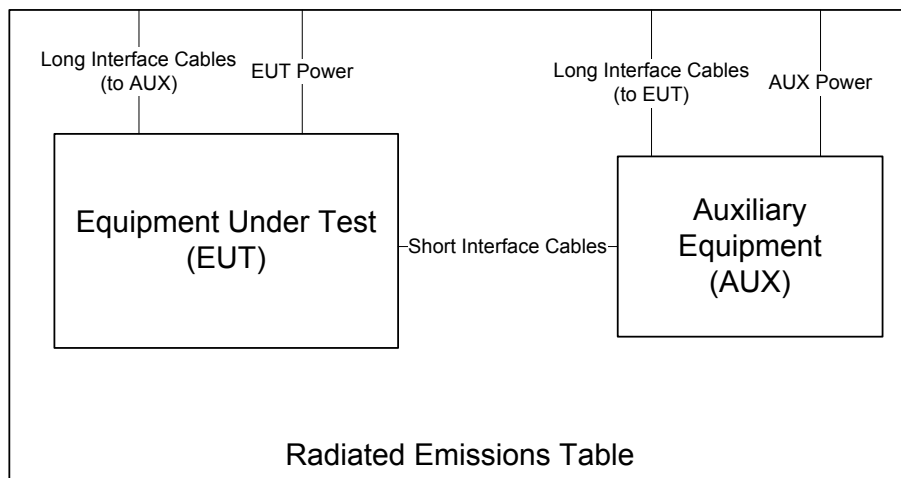 Long Interface Cables
(to AUX)
EUT Power
Long Interface Cables
(to EUT)
AUX Power
Equipment Under Test
(EUT)
Short Interface Cables
Auxiliary
Equipment
(AUX)
Radiated Emissions Table